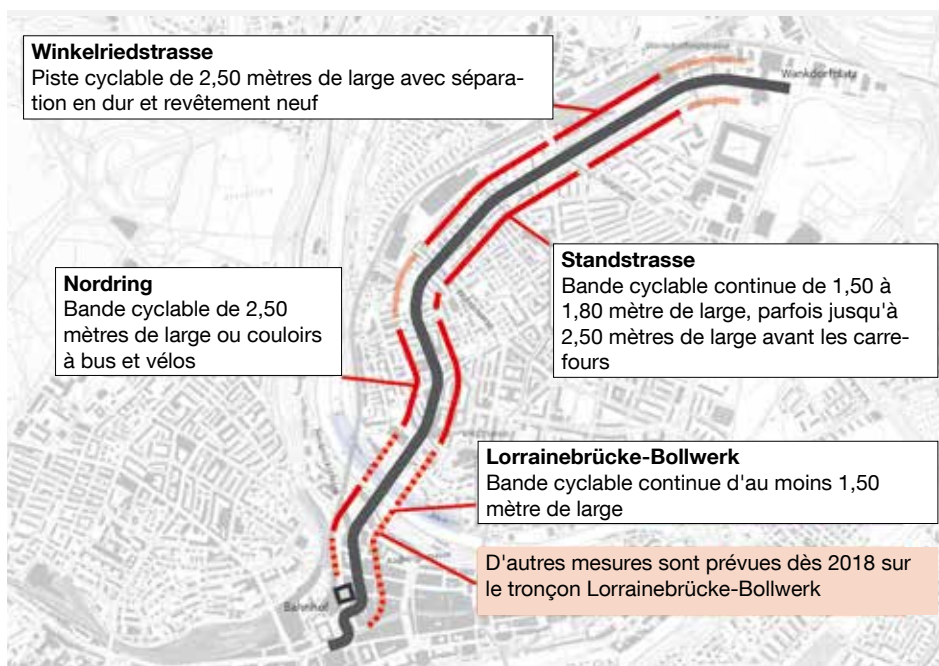 Winkelriedstrasse
Piste cyclable de 2,50 mètres de large avec sépara-
tion en dur et revêtement neuf
Wankdorfplatz
Standstrasse
Bande cyclable continue de 1,50 à
1,80 mètre de large, parfois jusqu'à
2,50 mètres de large avant les carre-
fours
Nordring
Bande cyclable de 2,50
mètres de large ou couloirs
à bus et vélos
Lorrainebrücke-Bollwerk
Bande cyclable continue d'au moins 1,50
mètre de large
D'autres mesures sont prévues dès 2018 sur
le tronçon Lorrainebrücke-Bollwerk
Bahnhof